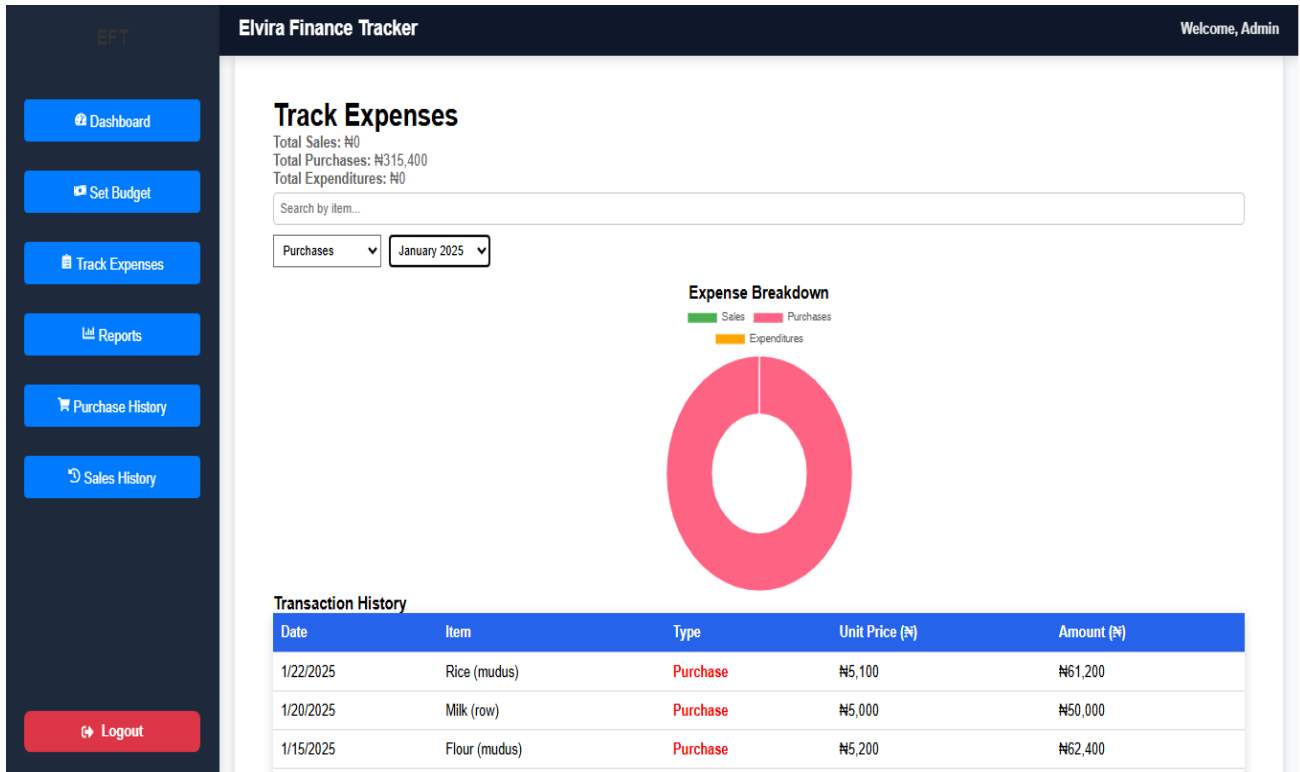 EFT
Elvira Finance Tracker
Welcome, Admin
Dashboard
Set Budget
Track Expenses
Reports
Purchase History
Sales History
Logout
Track Expenses
Total Sales: ₦0
Total Purchases: ₦315,400
Total Expenditures: ₦0
Search by item...
Purchases
January 2025
Expense Breakdown
Sales Purchases
Expenditures
Transaction History
Date Item Type Unit Price (₦) Amount (₦)
1/22/2025 Rice (mudus) Purchase ₦5,100 ₦61,200
1/20/2025 Milk (row) Purchase ₦5,000 ₦50,000
1/15/2025 Flour (mudus) Purchase ₦5,200 ₦62,400